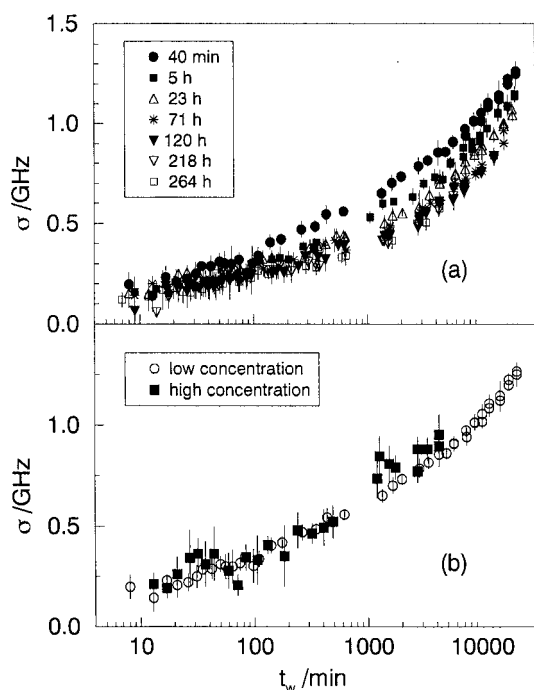 1.5
40 min
5 h
23 h
71 h
120 h
218 h
264 h
1.0
σ /GHz
0.5
(a)
0.0
low concentration
high concentration
1.0
σ /GHz
0.5
(b)
0.0
10 100 1000 10000
t_w /min